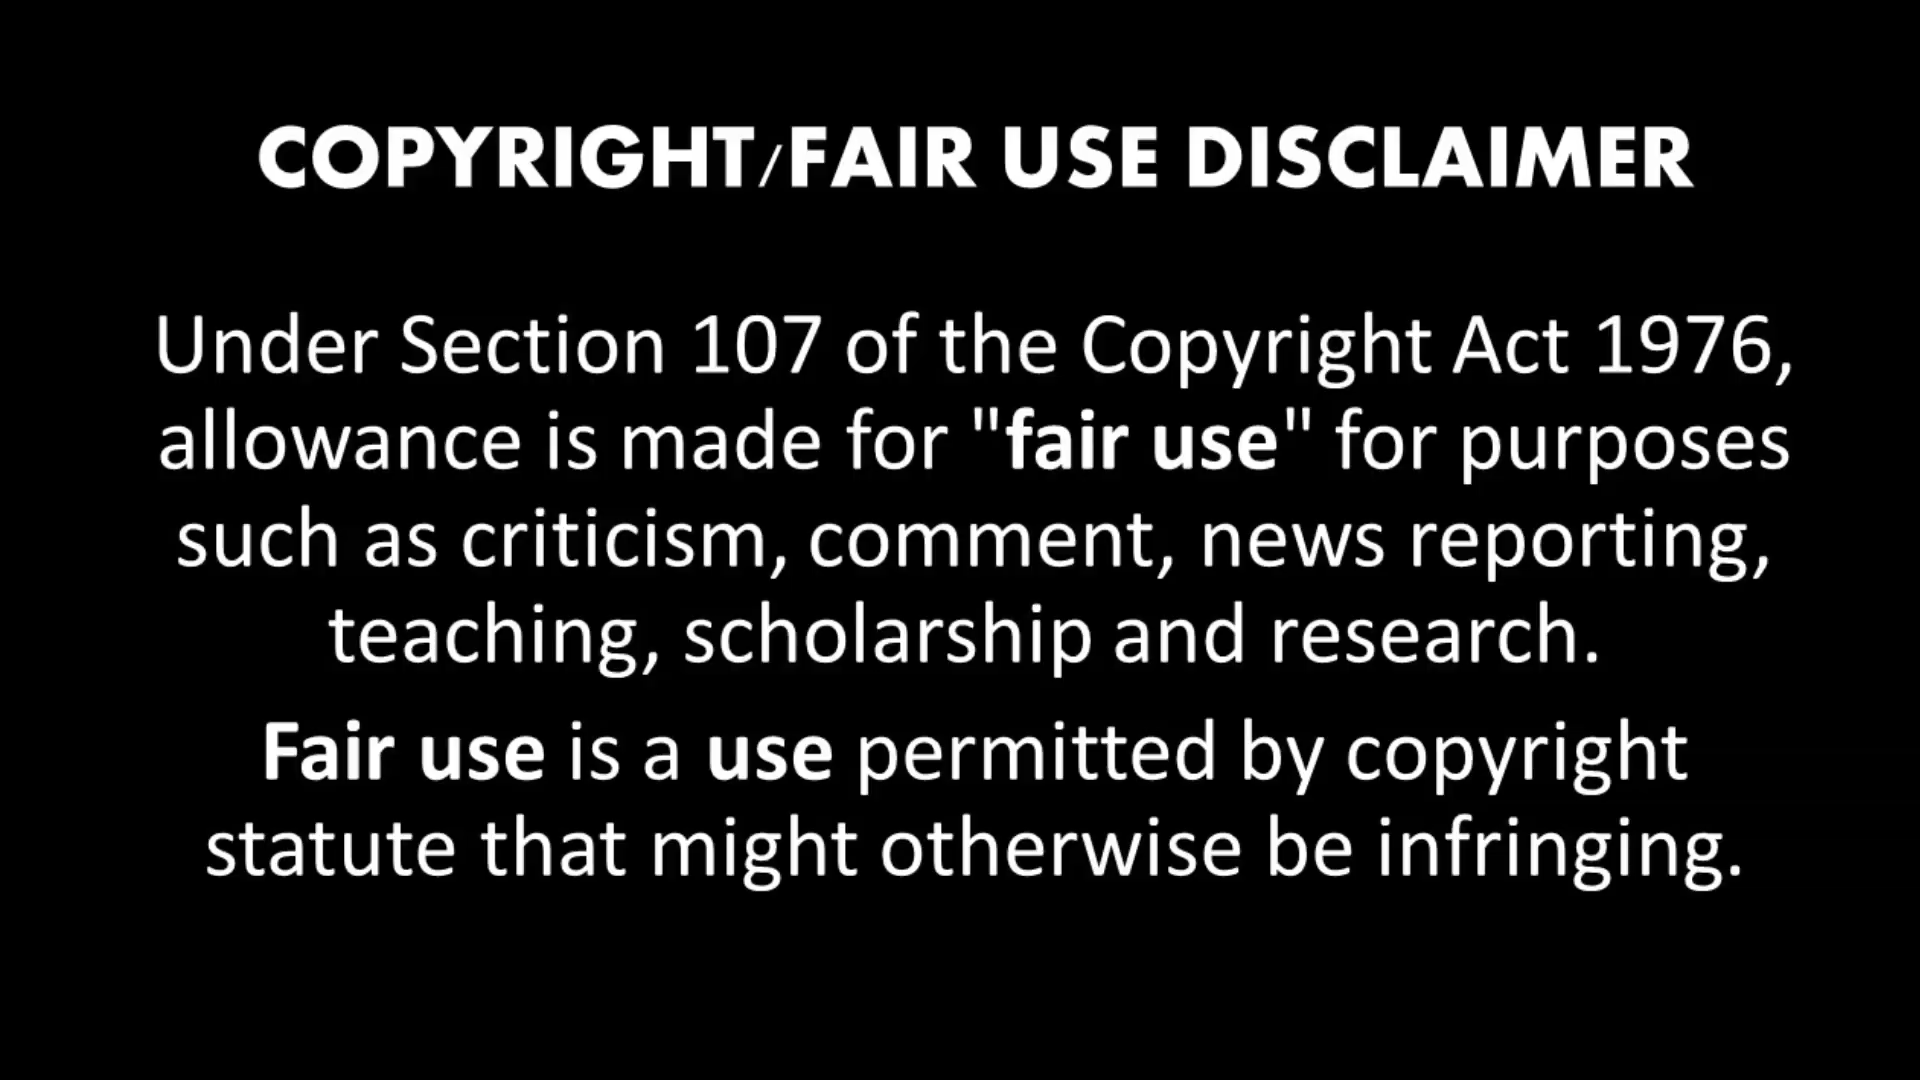 COPYRIGHT/FAIR USE DISCLAIMER
Under Section 107 of the Copyright Act 1976,
allowance is made for "fair use" for purposes
such as criticism, comment, news reporting,
teaching, scholarship and research.
Fair use is a use permitted by copyright
statute that might otherwise be infringing.